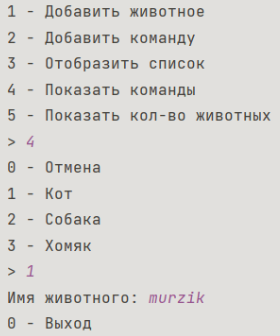 1 - Добавить животное
2 - Добавить команду
3 - Отобразить список
4 - Показать команды
5 - Показать кол-во животных
> 4
0 - Отмена
1 - Кот
2 - Собака
3 - Хомяк
> 1
Имя животного: murzik
0 - Выход